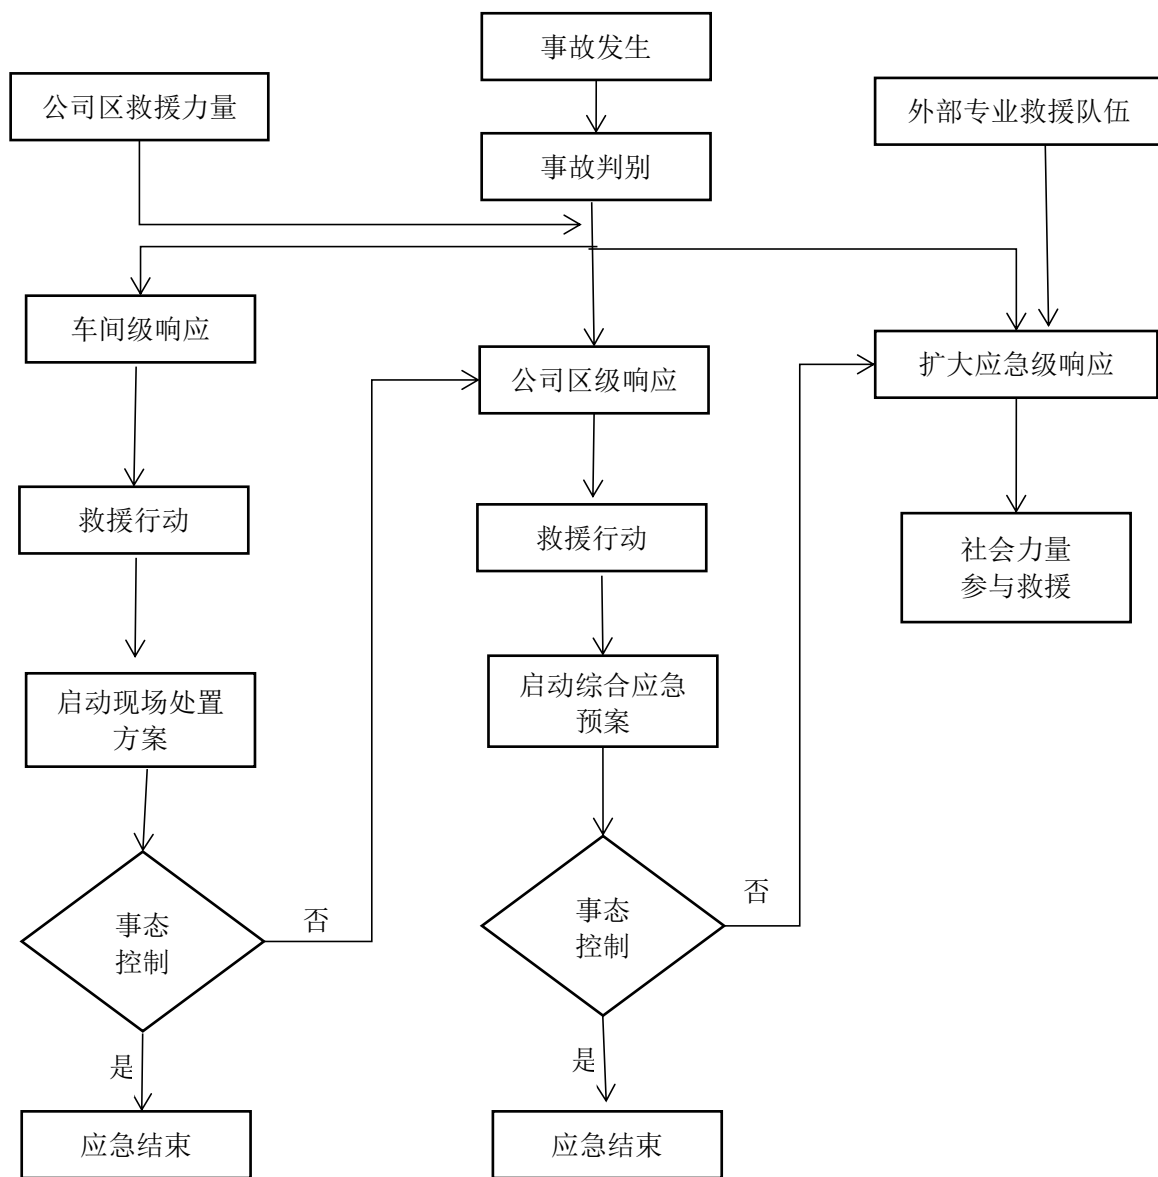 事故发生
公司区救援力量
外部专业救援队伍
事故判别
车间级响应
公司区级响应
扩大应急级响应
救援行动
救援行动
社会力量
参与救援
启动现场处置
方案
启动综合应急
预案
事态
控制
否
事态
控制
否
是
是
应急结束
应急结束